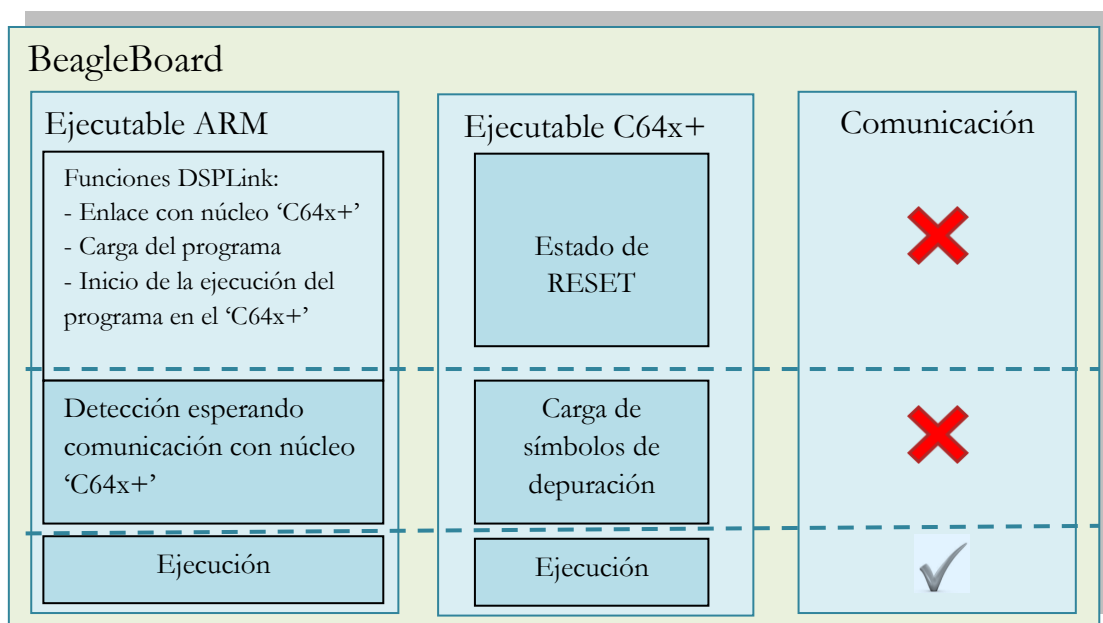 BeagleBoard
Ejecutable ARM
Funciones DSPLink:
- Enlace con núcleo ‘C64x+’
- Carga del programa
- Inicio de la ejecución del
programa en el ‘C64x+’
Detección esperando
comunicación con núcleo
‘C64x+’
Ejecución
Ejecutable C64x+
Estado de
RESET
Carga de
símbolos de
depuración
Ejecución
Comunicación